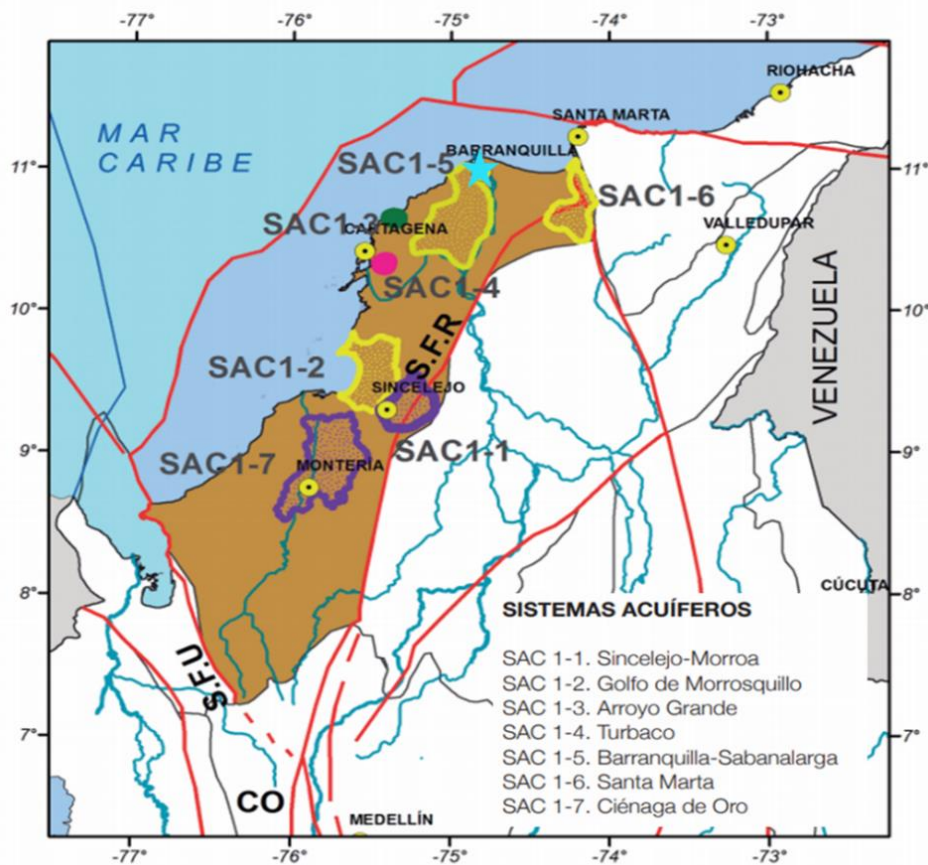 -77°
-76°
-75°
-74°
-73°
RIOHACHA
SANTA MARTA
MAR
CARIBE
BARRANQUILLA
11°
11°
SAC1-5
SAC1-6
SAC1-3
CARTAGENA
VALLEDUPAR
SAC1-4
10°
10°
VENEZUELA
S.F.R
SAC1-2
SINCELEJO
9°
9°
SAC1-1
SAC1-7
MONTERÍA
CÚCUTA
8°
8°
SISTEMAS ACUÍFEROS
SAC 1-1. Sincelejo-Morroa
SAC 1-2. Golfo de Morrosquillo
SAC 1-3. Arroyo Grande
SAC 1-4. Turbaco
SAC 1-5. Barranquilla-Sabanalarga
SAC 1-6. Santa Marta
SAC 1-7. Ciénaga de Oro
S.F.U
7°
7°
CO
MEDELLÍN
-77°
-76°
-75°
-74°
-73°